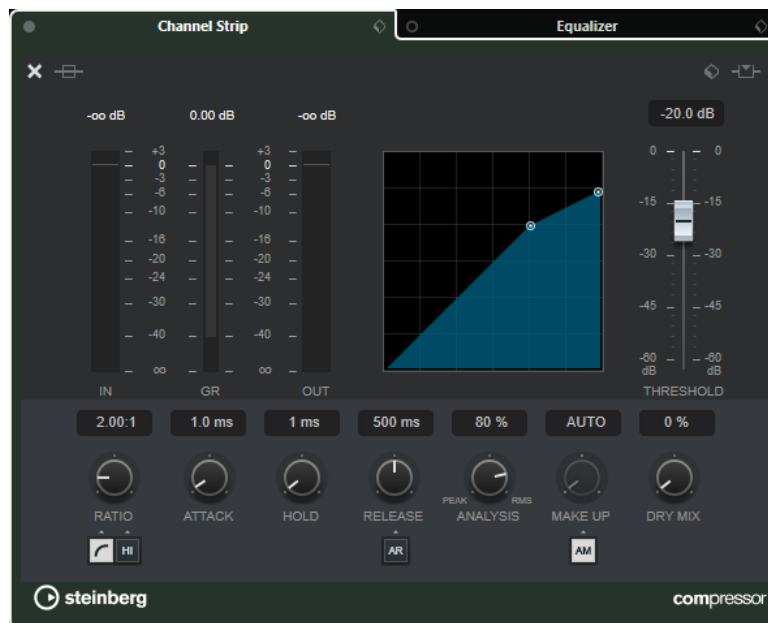 Channel Strip
Equalizer
-oo dB
0.00 dB
-oo dB
-20.0 dB
+3
+3
0
0
0
0
-3
-3
-6
-6
-10
-10
-15
-15
-16
-16
-20
-20
-24
-24
-30
-30
-30
-30
-40
-40
-45
-45
∞
∞
-60
-60
dB
dB
IN
GR
OUT
THRESHOLD
2.00:1
1.0 ms
1 ms
500 ms
80 %
AUTO
0 %
PEAK
RMS
RATIO
ATTACK
HOLD
RELEASE
ANALYSIS
MAKE UP
DRY MIX
HI
AR
AM
steinberg
compressor